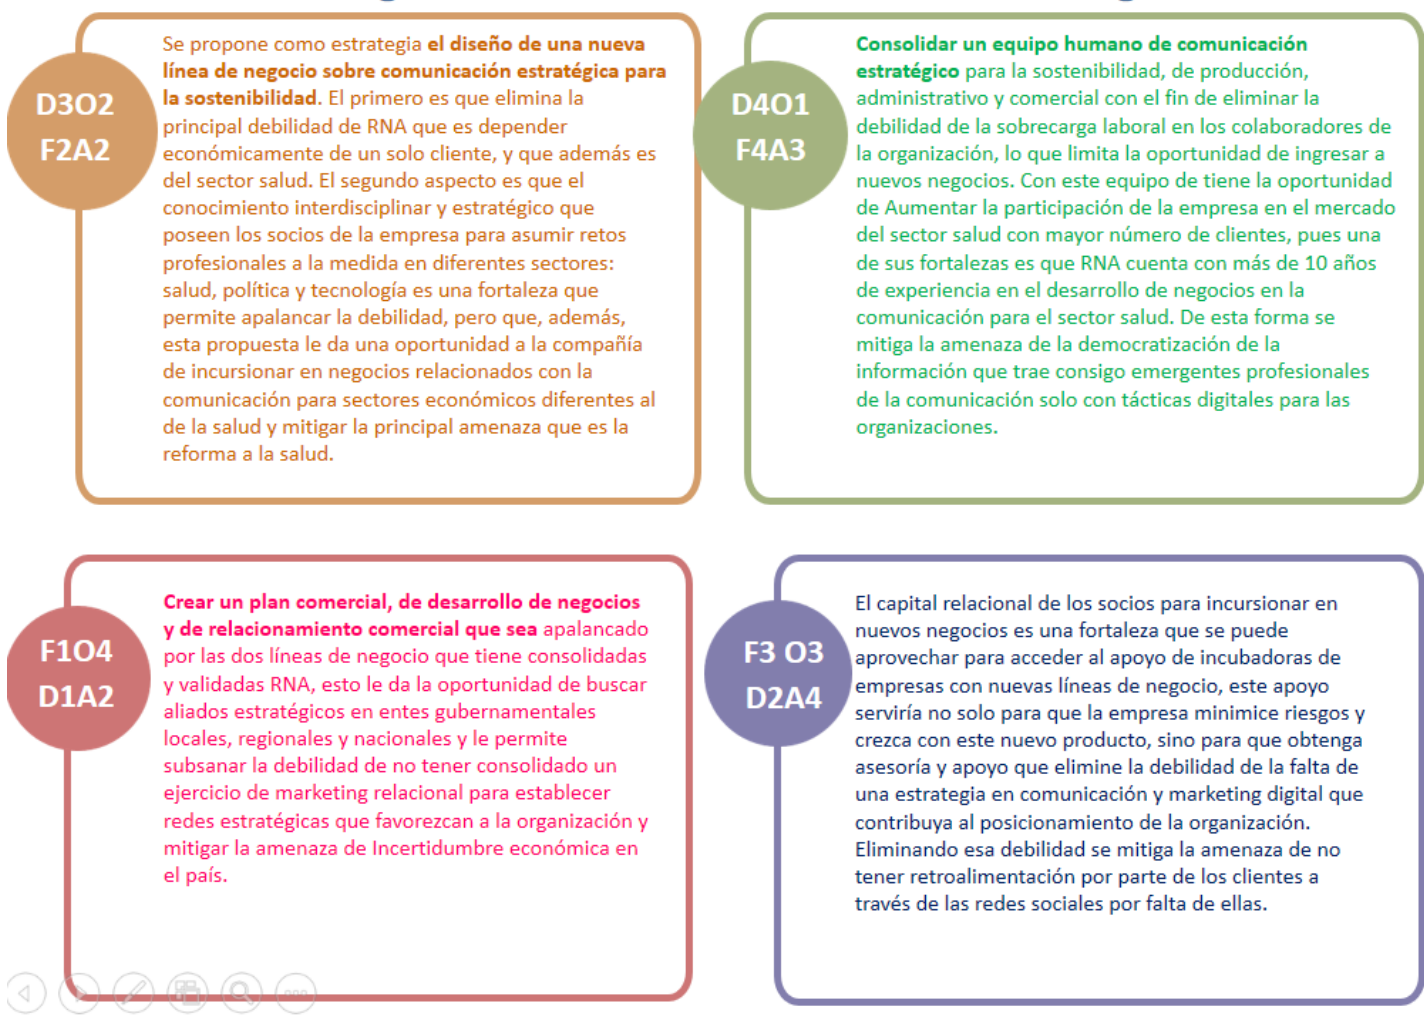 D3O2
F2A2
Se propone como estrategia el diseño de una nueva
línea de negocio sobre comunicación estratégica para
la sostenibilidad. El primero es que elimina la
principal debilidad de RNA que es depender
económicamente de un solo cliente, y que además es
del sector salud. El segundo aspecto es que el
conocimiento interdisciplinar y estratégico que
poseen los socios de la empresa para asumir retos
profesionales a la medida en diferentes sectores:
salud, política y tecnología es una fortaleza que
permite apalancar la debilidad, pero que, además,
esta propuesta le da una oportunidad a la compañía
de incursionar en negocios relacionados con la
comunicación para sectores económicos diferentes al
de la salud y mitigar la principal amenaza que es la
reforma a la salud.
D4O1
F4A3
Consolidar un equipo humano de comunicación
estratégico para la sostenibilidad, de producción,
administrativo y comercial con el fin de eliminar la
debilidad de la sobrecarga laboral en los colaboradores de
la organización, lo que limita la oportunidad de ingresar a
nuevos negocios. Con este equipo de tiene la oportunidad
de Aumentar la participación de la empresa en el mercado
del sector salud con mayor número de clientes, pues una
de sus fortalezas es que RNA cuenta con más de 10 años
de experiencia en el desarrollo de negocios en la
comunicación para el sector salud. De esta forma se
mitiga la amenaza de la democratización de la
información que trae consigo emergentes profesionales
de la comunicación solo con tácticas digitales para las
organizaciones.
F1O4
D1A2
Crear un plan comercial, de desarrollo de negocios
y de relacionamiento comercial que sea apalancado
por las dos líneas de negocio que tiene consolidadas
y validadas RNA, esto le da la oportunidad de buscar
aliados estratégicos en entes gubernamentales
locales, regionales y nacionales y le permite
subsanar la debilidad de no tener consolidado un
ejercicio de marketing relacional para establecer
redes estratégicas que favorezcan a la organización y
mitigar la amenaza de Incertidumbre económica en
el país.
F3 O3
D2A4
El capital relacional de los socios para incursionar en
nuevos negocios es una fortaleza que se puede
aprovechar para acceder al apoyo de incubadoras de
empresas con nuevas líneas de negocio, este apoyo
serviría no solo para que la empresa minimice riesgos y
crezca con este nuevo producto, sino para que obtenga
asesoría y apoyo que elimine la debilidad de la falta de
una estrategia en comunicación y marketing digital que
contribuya al posicionamiento de la organización.
Eliminando esa debilidad se mitiga la amenaza de no
tener retroalimentación por parte de los clientes a
través de las redes sociales por falta de ellas.